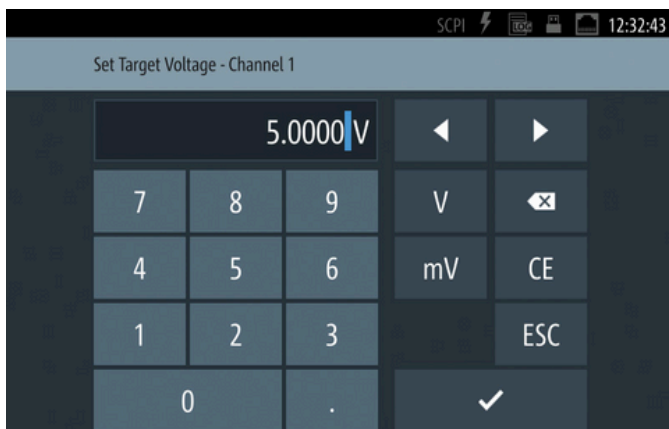 SCPI LOG 12:32:43
Set Target Voltage - Channel 1
5.0000 V
7 8 9 V
4 5 6 mV CE
1 2 3 ESC
0 .